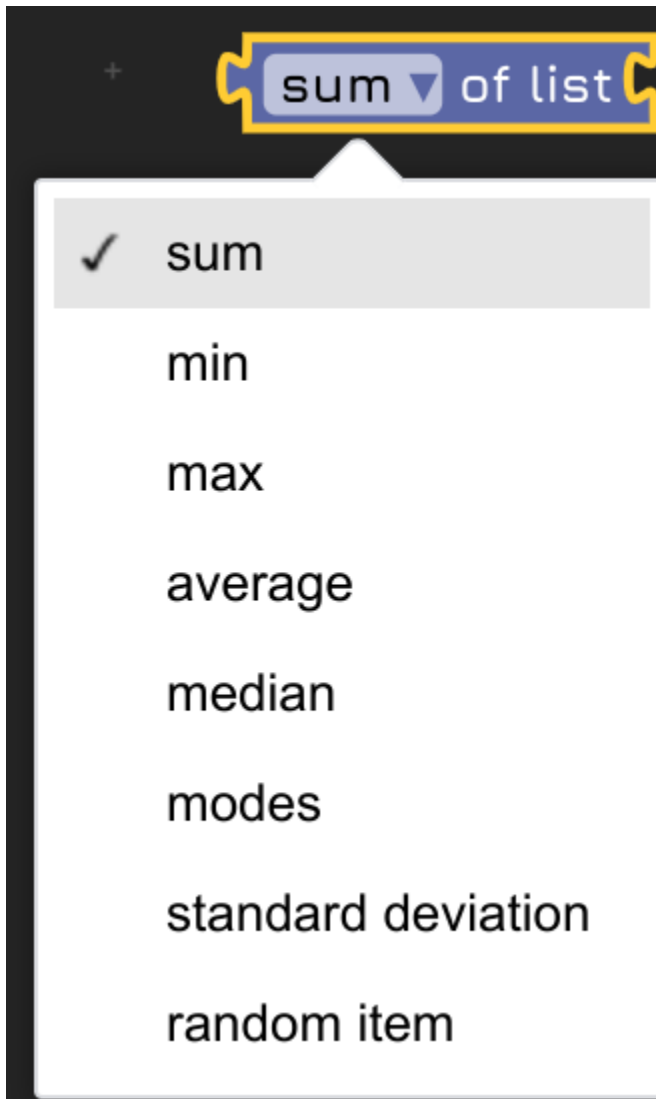 sum ▼ of list
✓ sum
min
max
average
median
modes
standard deviation
random item